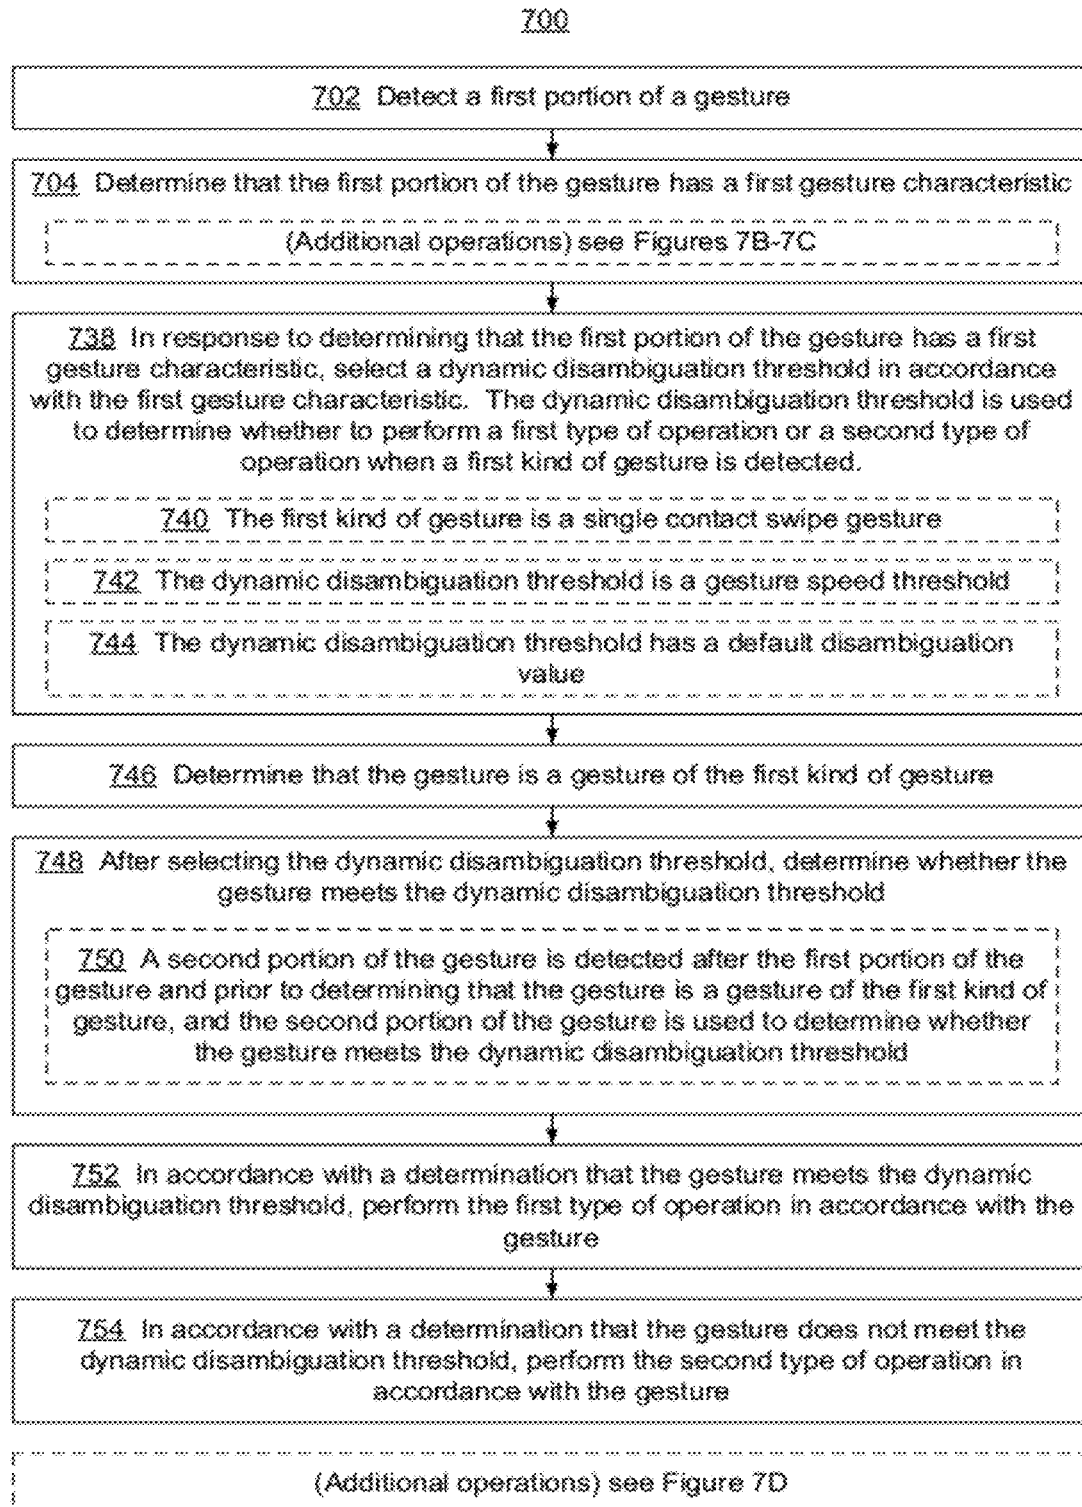 700
702 Detect a first portion of a gesture
704 Determine that the first portion of the gesture has a first gesture characteristic
(Additional operations) see Figures 7B-7C
738 In response to determining that the first portion of the gesture has a first
gesture characteristic, select a dynamic disambiguation threshold in accordance
with the first gesture characteristic. The dynamic disambiguation threshold is used
to determine whether to perform a first type of operation or a second type of
operation when a first kind of gesture is detected.
740 The first kind of gesture is a single contact swipe gesture
742 The dynamic disambiguation threshold is a gesture speed threshold
744 The dynamic disambiguation threshold has a default disambiguation
value
746 Determine that the gesture is a gesture of the first kind of gesture
748 After selecting the dynamic disambiguation threshold, determine whether the
gesture meets the dynamic disambiguation threshold
750 A second portion of the gesture is detected after the first portion of the
gesture and prior to determining that the gesture is a gesture of the first kind of
gesture, and the second portion of the gesture is used to determine whether
the gesture meets the dynamic disambiguation threshold
752 In accordance with a determination that the gesture meets the dynamic
disambiguation threshold, perform the first type of operation in accordance with the
gesture
754 In accordance with a determination that the gesture does not meet the
dynamic disambiguation threshold, perform the second type of operation in
accordance with the gesture
(Additional operations) see Figure 7D